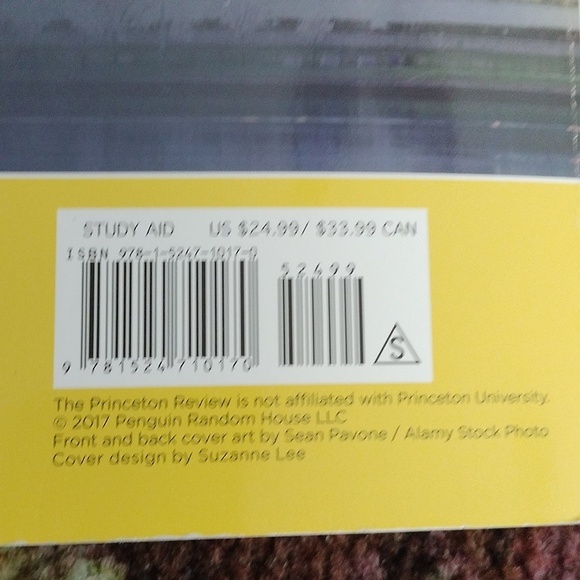 STUDY AID US $24.99/ $33.99 CAN
ISBN 978-1-5247-1017-0
52499
9 781524 710170
S
The Princeton Review is not affiliated with Princeton University.
© 2017 Penguin Random House LLC
Front and back cover art by Sean Pavone / Alamy Stock Photo
Cover design by Suzanne Lee